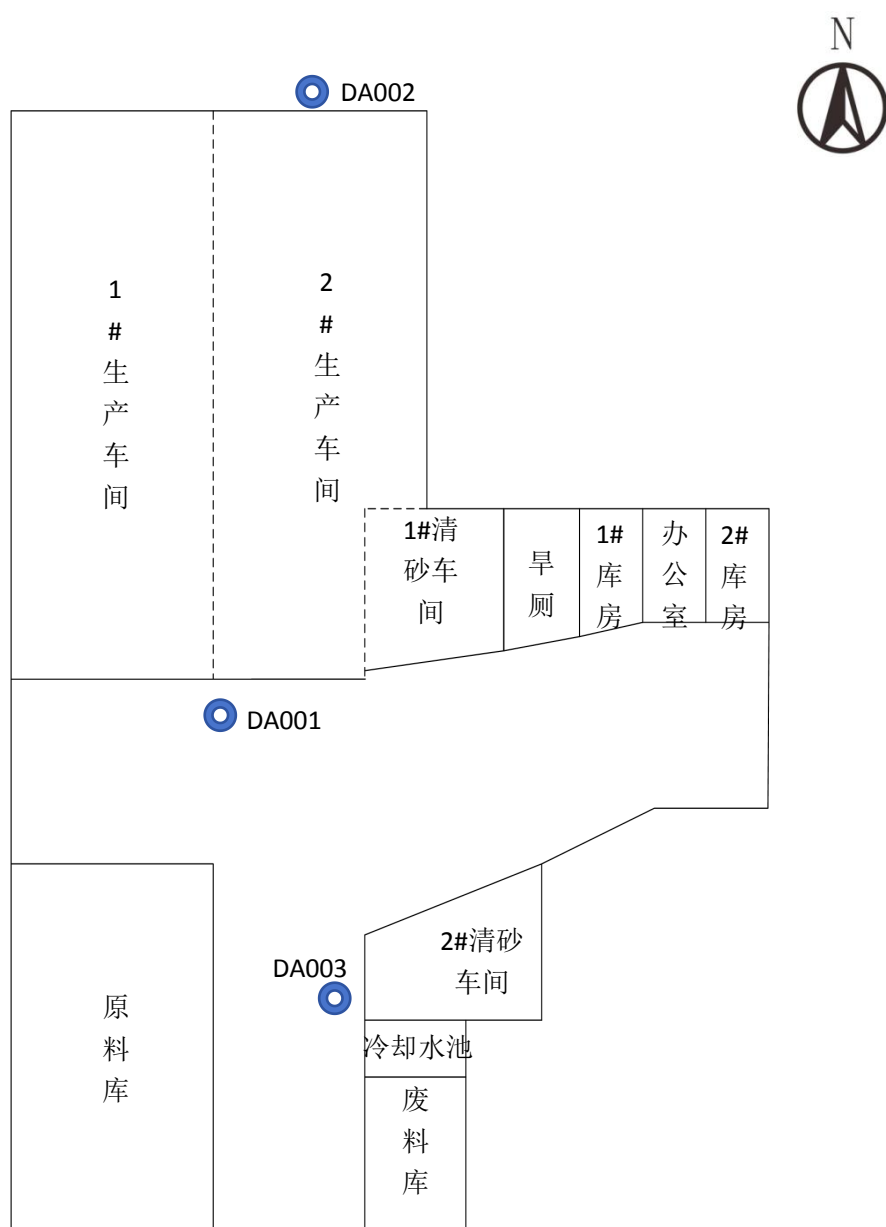 N
DA002
1
#
生
产
车
间
2
#
生
产
车
间
1#清
砂车
间
旱
厕
1#
库
房
办
公
室
2#
库
房
DA001
2#清砂
车间
DA003
原
料
库
冷却水池
废
料
库